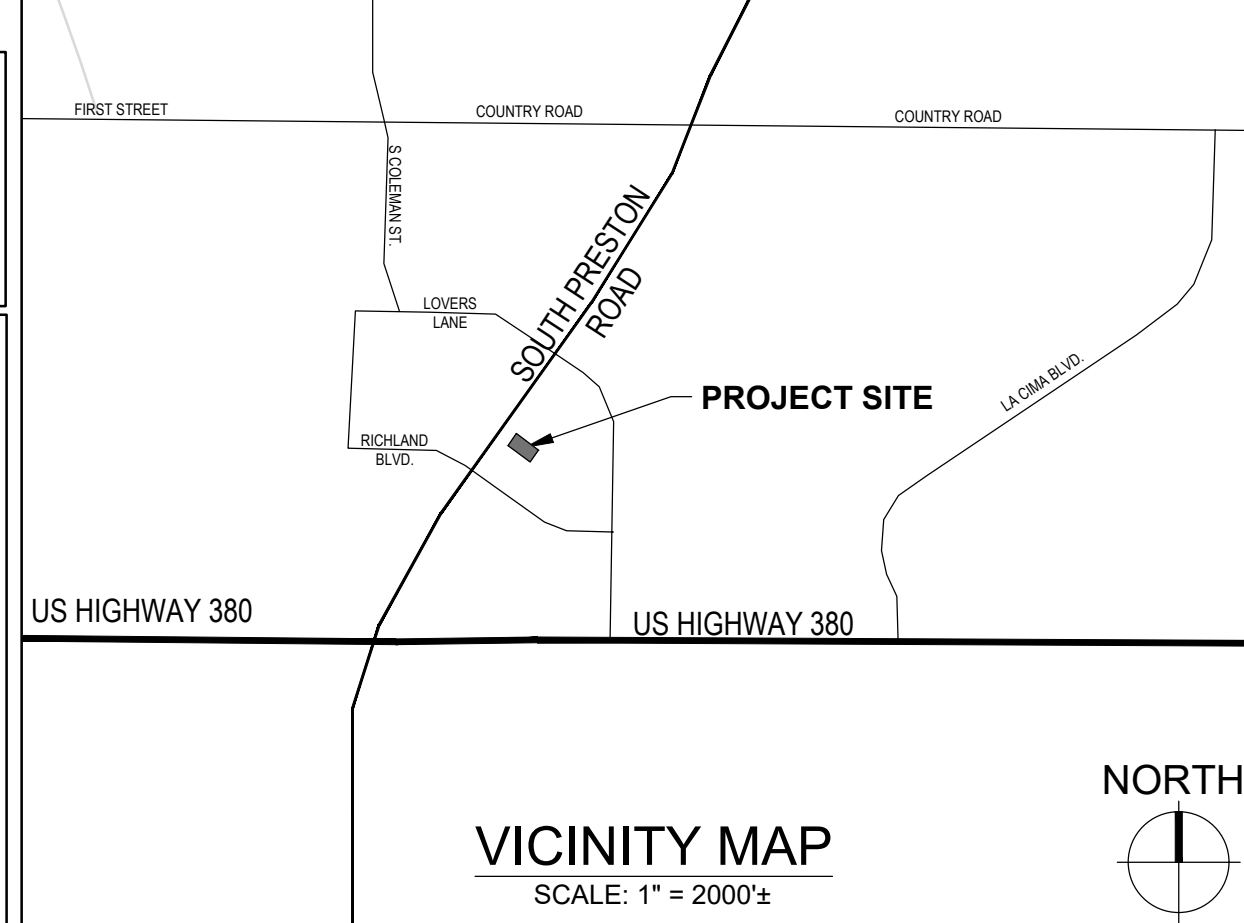 FIRST STREET
COUNTRY ROAD
COUNTRY ROAD
S COLEMAN ST.
SOUTH PRESTON
ROAD
LOVERS
LANE
PROJECT SITE
LA CIMA BLVD.
RICHLAND
BLVD.
US HIGHWAY 380
US HIGHWAY 380
NORTH
VICINITY MAP
SCALE: 1" = 2000'±